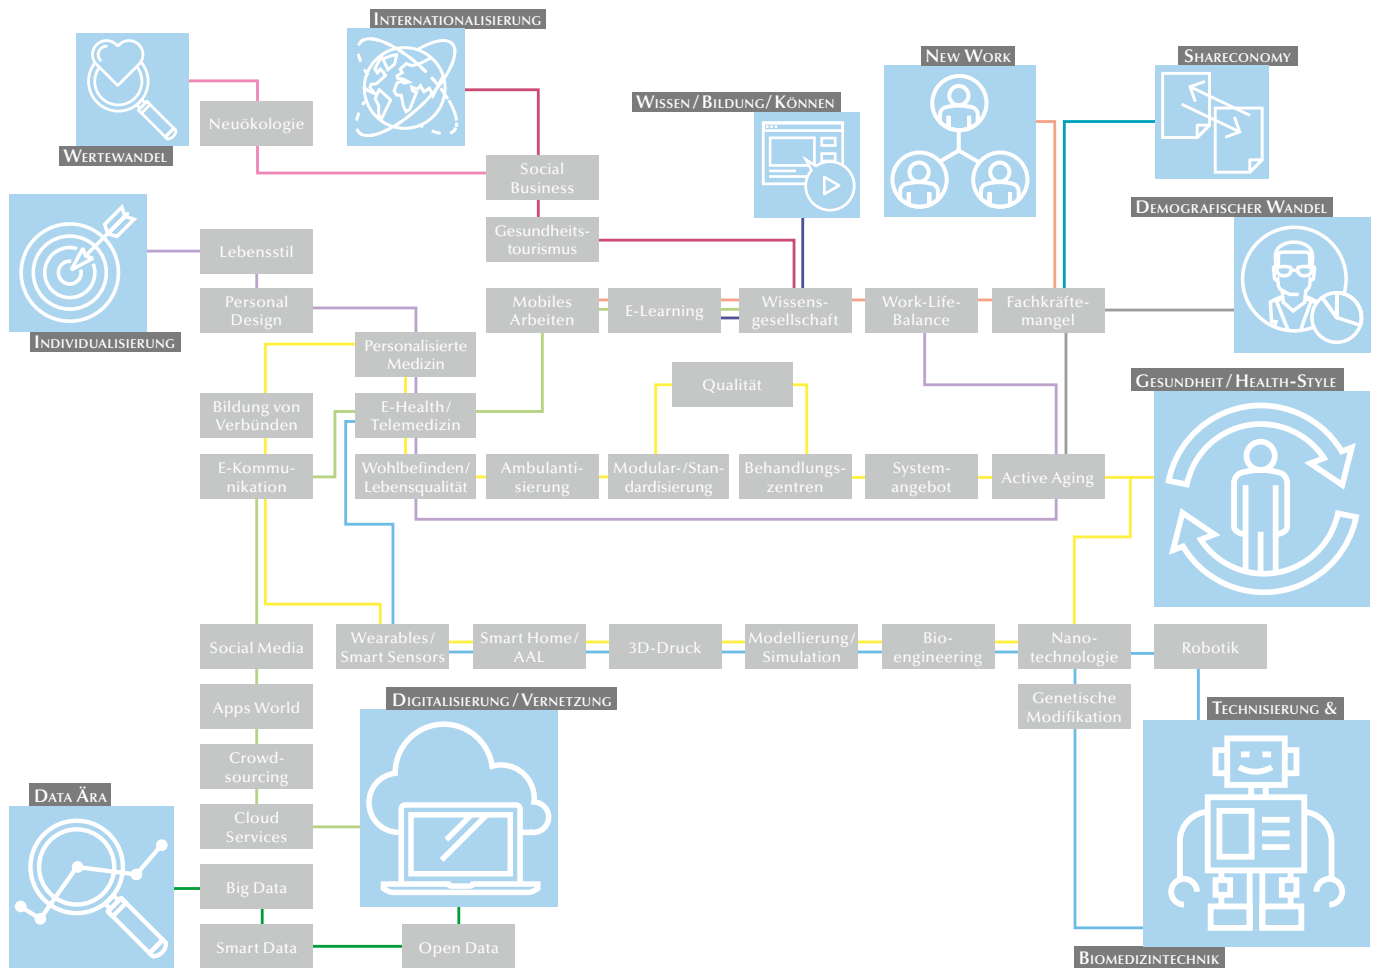 Internationalisierung
New Work
Shareconomy
Wissen / Bildung / Können
Neuökologie
Wertewandel
Social
Business
Demografischer Wandel
Gesundheits-
tourismus
Lebensstil
Personal
Design
Mobiles
Arbeiten
E-Learning
Wissens-
gesellschaft
Work-Life-
Balance
Fachkräfte-
mangel
Individualisierung
Personalisierte
Medizin
Qualität
Gesundheit / Health-Style
Bildung von
Verbünden
E-Health/
Telemedizin
E-Kommu-
nikation
Wohlbefinden/
Lebensqualität
Ambulanti-
sierung
Modular-/Stan-
dardisierung
Behandlungs-
zentren
System-
angebot
Active Aging
Social Media
Wearables/
Smart Sensors
Smart Home/
AAL
3D-Druck
Modellierung/
Simulation
Bio-
engineering
Nano-
technologie
Robotik
Apps World
Digitalisierung / Vernetzung
Genetische
Modifikation
Technisierung &
Crowd-
sourcing
Data Ära
Cloud
Services
Big Data
Smart Data
Open Data
Biomedizintechnik